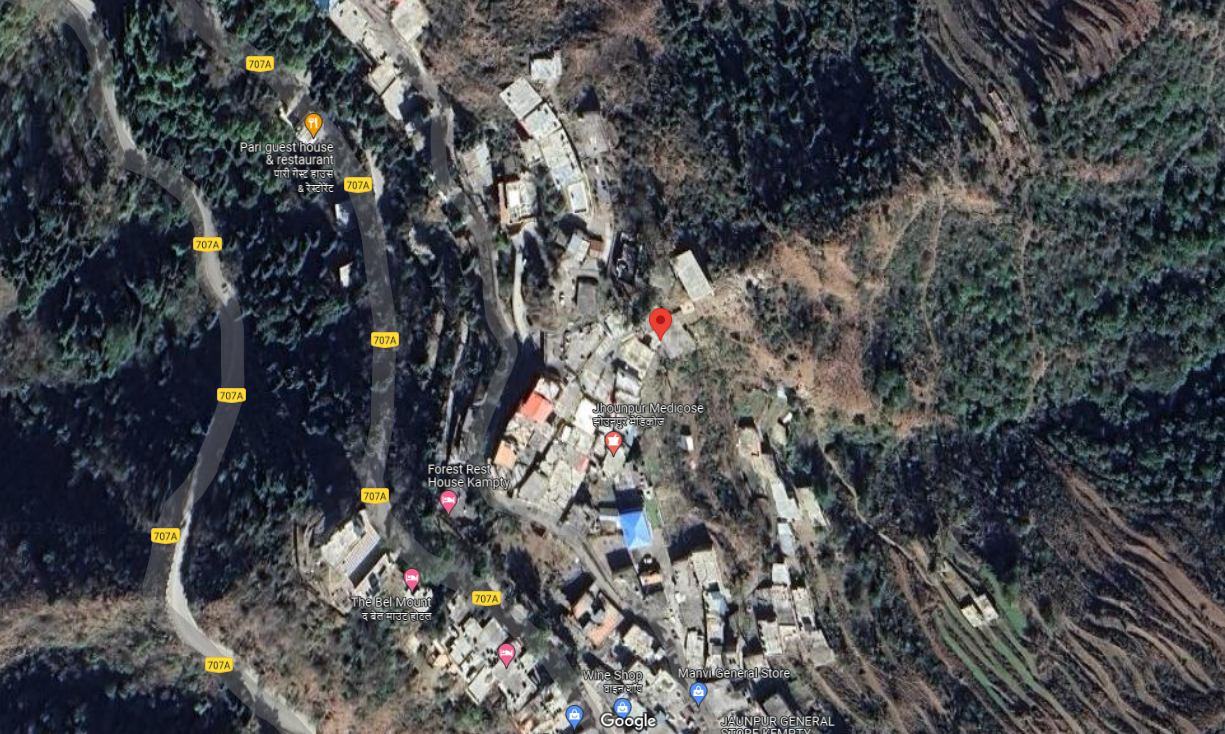 707A
Pari guest house
& restaurant
पारी गेस्ट हाउस
& रेस्टोरेंट
707A
707A
707A
707A
Jhounpur Medicose
झोउनपुर मेडिकोज
Forest Rest
House Kampty
707A
707A
The Bel Mount
द बेल माउंट होटल
707A
707A
Wine Shop
वाइन शॉप
Manvi General Store
Google
JAUNPUR GENERAL
STORE KEMPTY